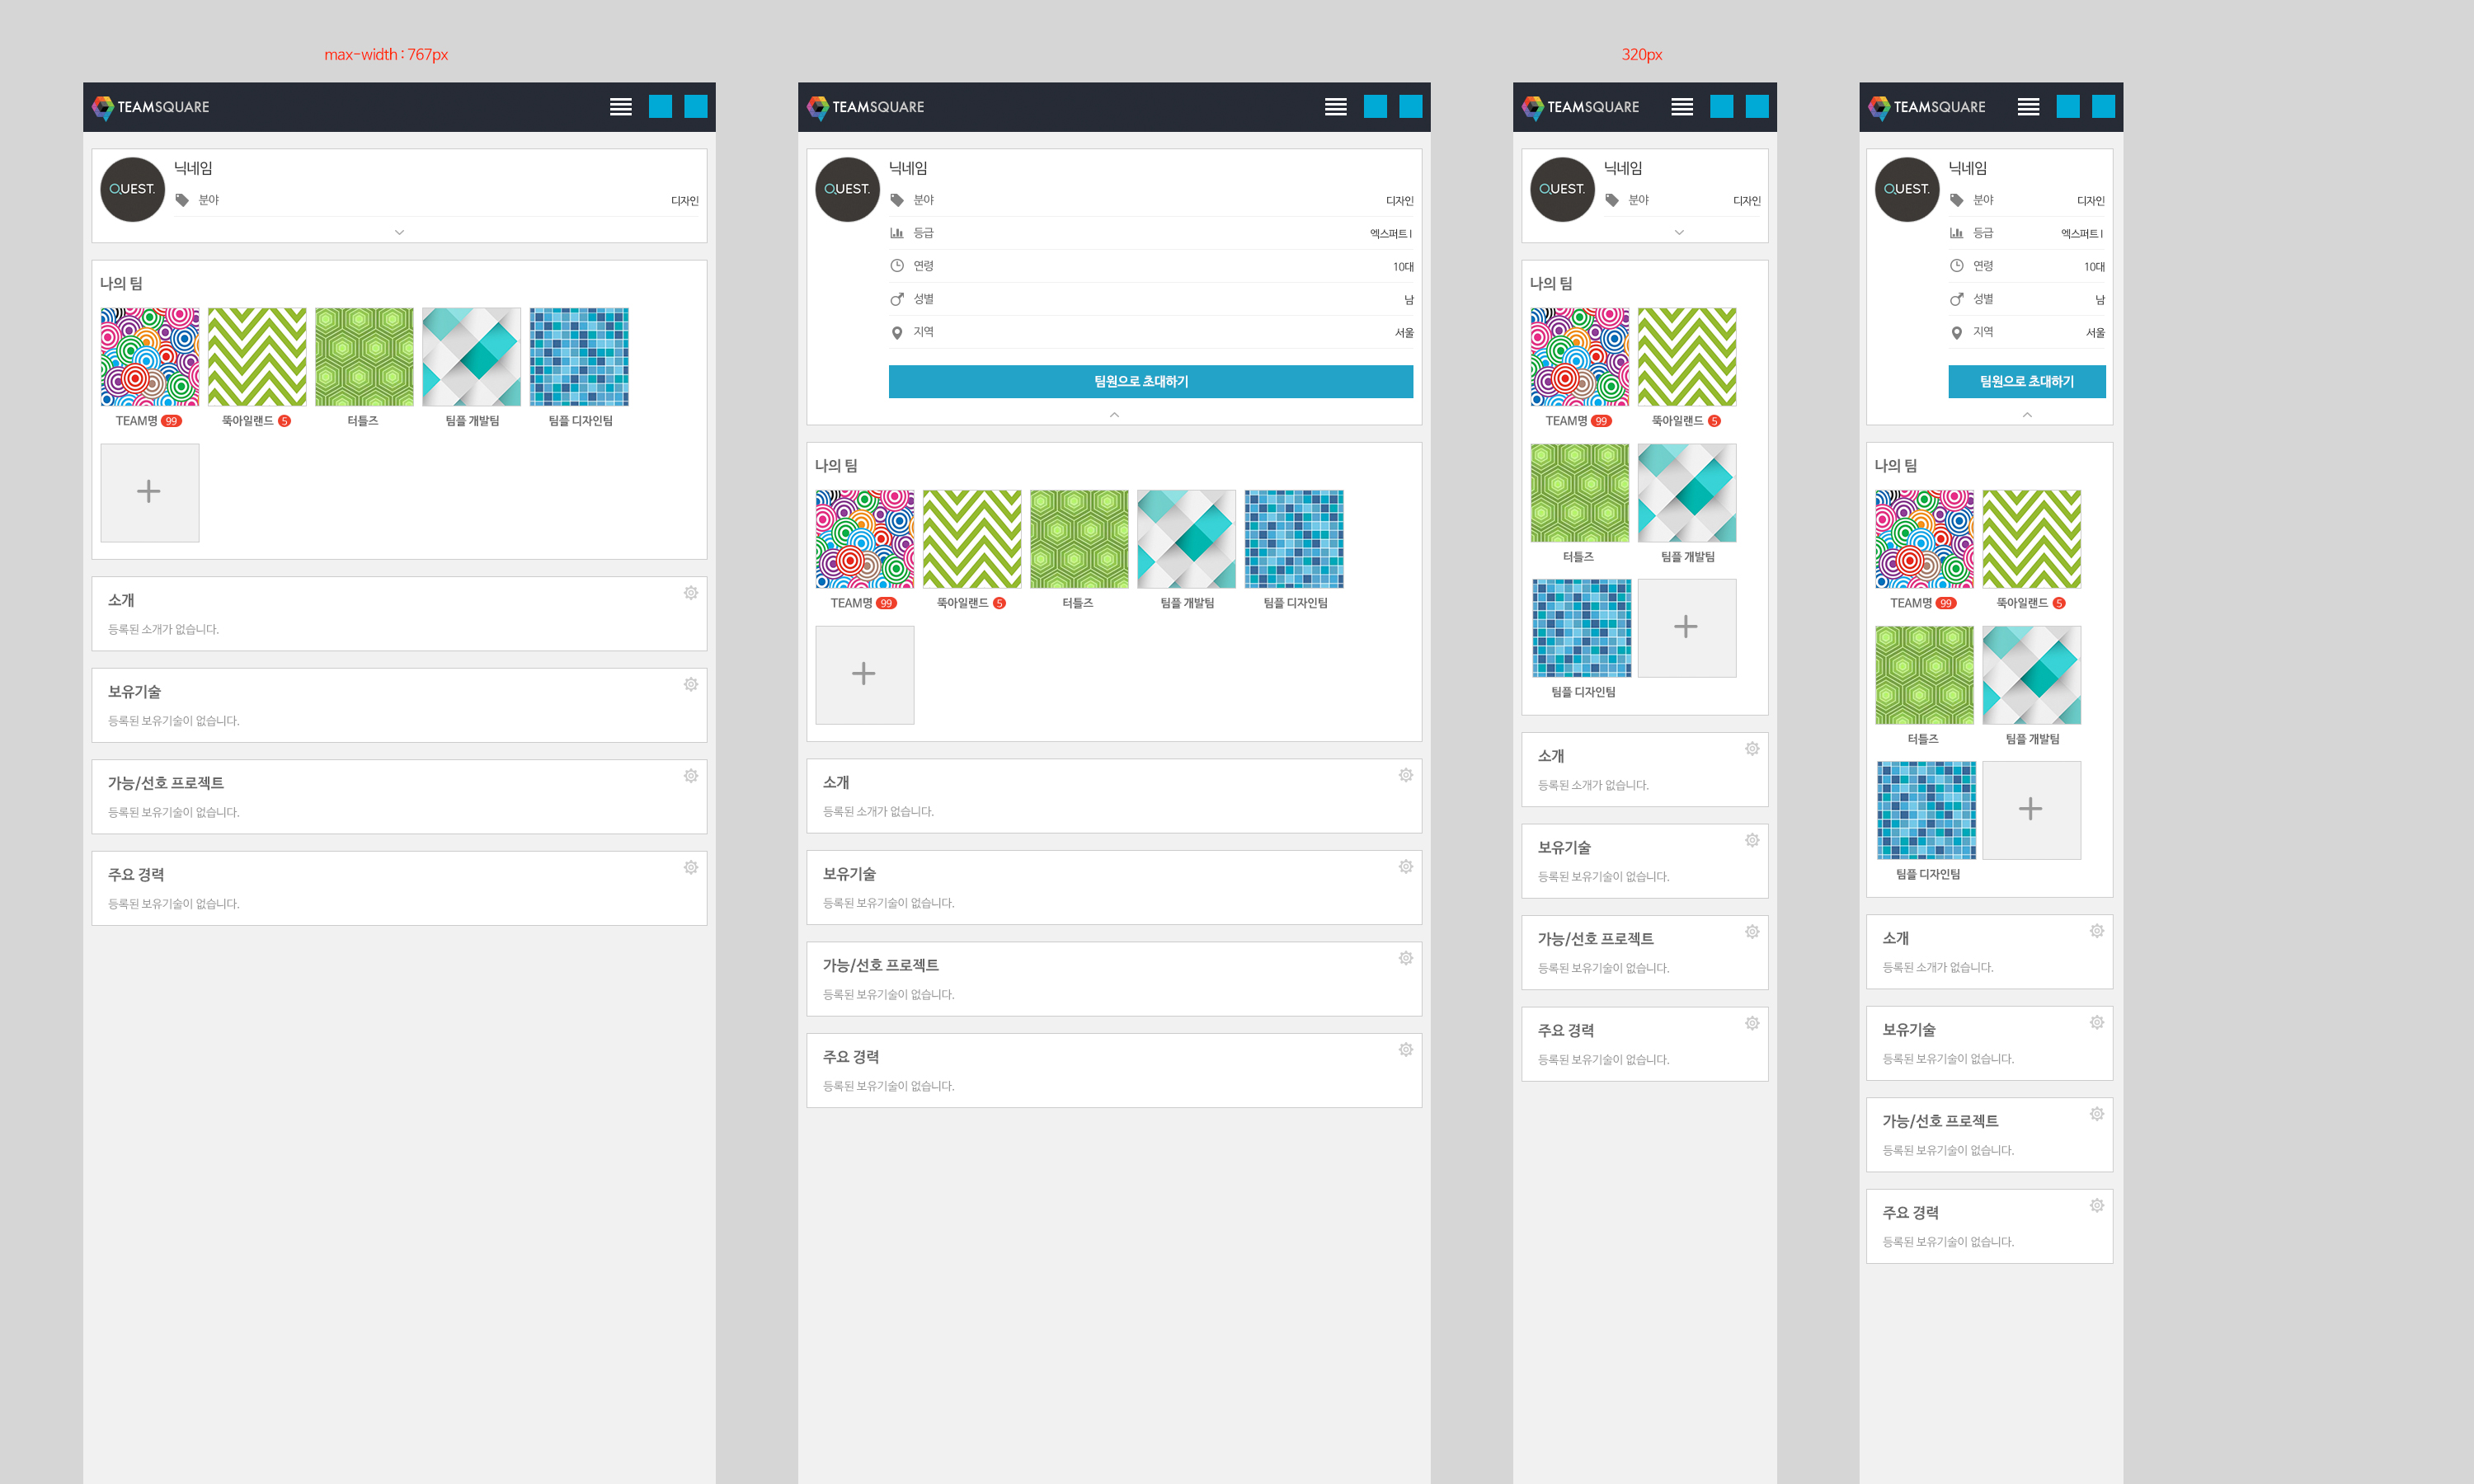 max-width : 767px
320px
TEAMSQUARE
QUEST.
닉네임
분야
디자인
나의 팀
TEAM명 99
뚝아일랜드 5
터틀즈
팀플 개발팀
팀플 디자인팀
소개
등록된 소개가 없습니다.
보유기술
등록된 보유기술이 없습니다.
가능/선호 프로젝트
등록된 보유기술이 없습니다.
주요 경력
등록된 보유기술이 없습니다.
TEAMSQUARE
QUEST.
닉네임
분야
디자인
등급
엑스퍼트 I
연령
10대
성별
남
지역
서울
팀원으로 초대하기
나의 팀
TEAM명 99
뚝아일랜드 5
터틀즈
팀플 개발팀
팀플 디자인팀
소개
등록된 소개가 없습니다.
보유기술
등록된 보유기술이 없습니다.
가능/선호 프로젝트
등록된 보유기술이 없습니다.
주요 경력
등록된 보유기술이 없습니다.
TEAMSQUARE
QUEST.
닉네임
분야
디자인
나의 팀
TEAM명 99
뚝아일랜드 5
터틀즈
팀플 개발팀
팀플 디자인팀
소개
등록된 소개가 없습니다.
보유기술
등록된 보유기술이 없습니다.
가능/선호 프로젝트
등록된 보유기술이 없습니다.
주요 경력
등록된 보유기술이 없습니다.
TEAMSQUARE
QUEST.
닉네임
분야
디자인
등급
엑스퍼트 I
연령
10대
성별
남
지역
서울
팀원으로 초대하기
나의 팀
TEAM명 99
뚝아일랜드 5
터틀즈
팀플 개발팀
팀플 디자인팀
소개
등록된 소개가 없습니다.
보유기술
등록된 보유기술이 없습니다.
가능/선호 프로젝트
등록된 보유기술이 없습니다.
주요 경력
등록된 보유기술이 없습니다.